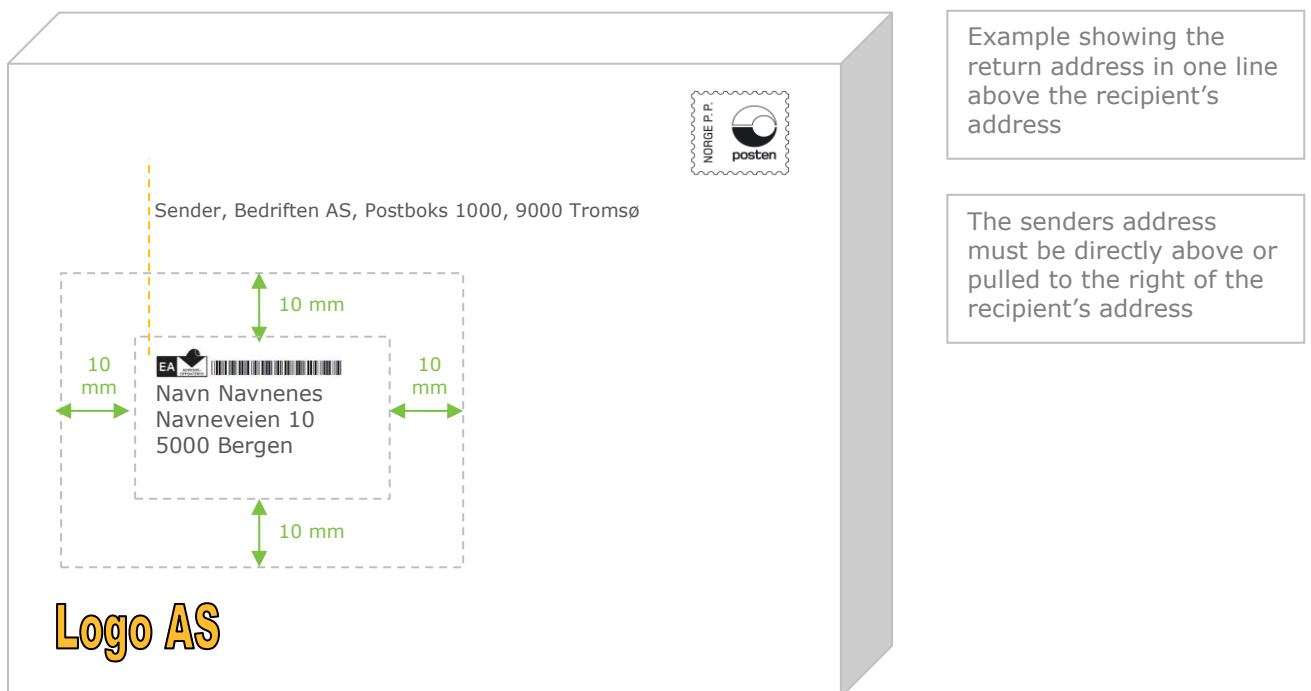 Example showing the
return address in one line
above the recipient's
address
NORGE P. P.
posten
The senders address
must be directly above or
pulled to the right of the
recipient's address
Sender, Bedriften AS, Postboks 1000, 9000 Tromsø
10 mm
10
mm
10
mm
EA
Navn Navnenes
Navneveien 10
5000 Bergen
10 mm
Logo AS